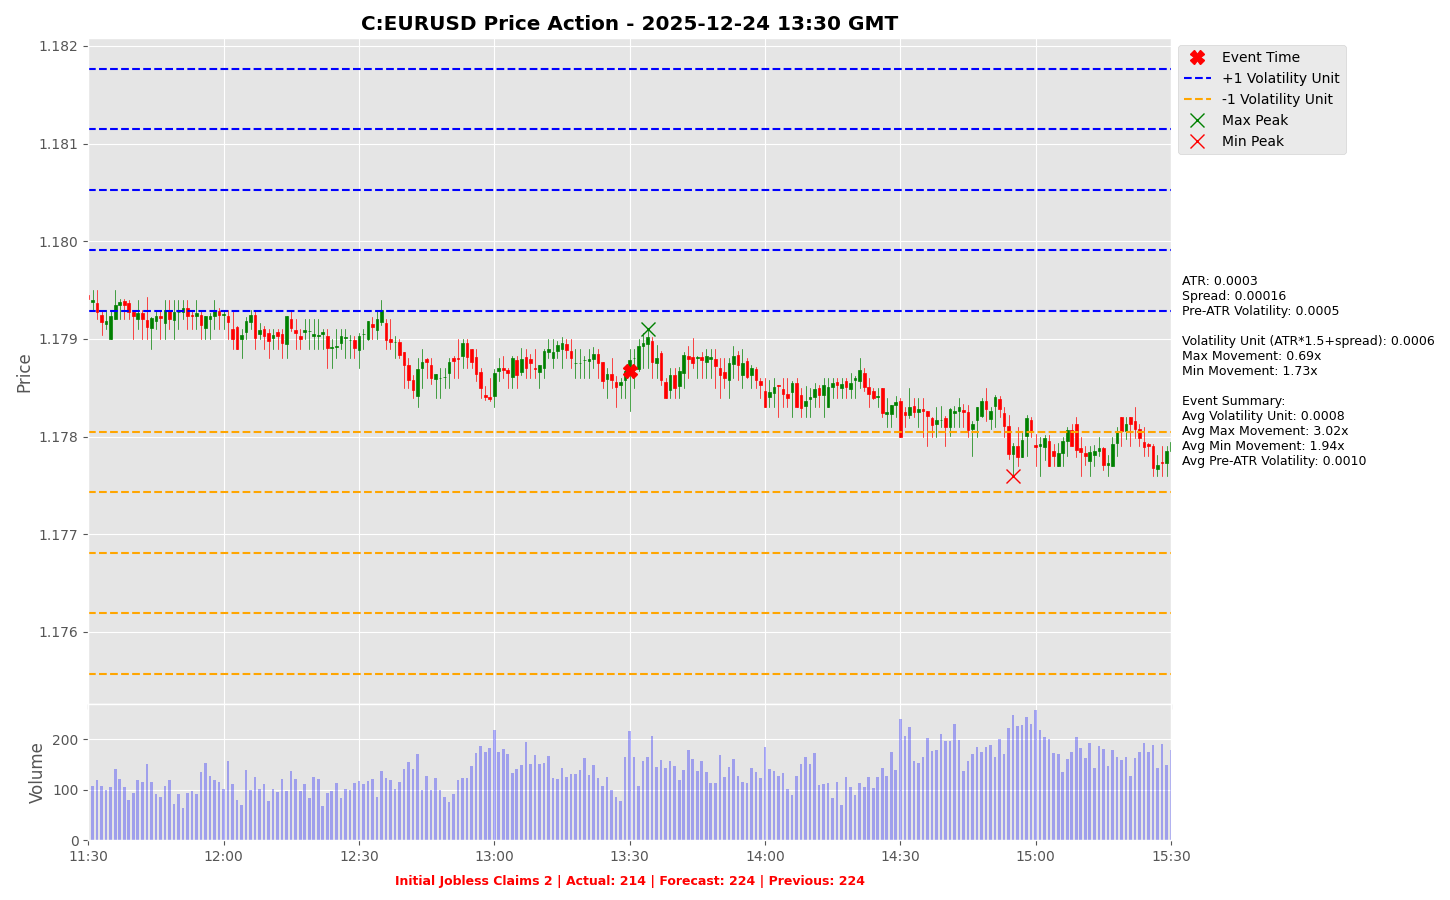 C:EURUSD Price Action - 2025-12-24 13:30 GMT
1.182
1.181
1.180
1.179
1.178
1.177
1.176
Price
Event Time
+1 Volatility Unit
-1 Volatility Unit
Max Peak
Min Peak
ATR: 0.0003
Spread: 0.00016
Pre-ATR Volatility: 0.0005
Volatility Unit (ATR*1.5+spread): 0.0006
Max Movement: 0.69x
Min Movement: 1.73x
Event Summary:
Avg Volatility Unit: 0.0008
Avg Max Movement: 3.02x
Avg Min Movement: 1.94x
Avg Pre-ATR Volatility: 0.0010
200
100
0
Volume
11:30 12:00 12:30 13:00 13:30 14:00 14:30 15:00 15:30
Initial Jobless Claims 2 | Actual: 214 | Forecast: 224 | Previous: 224